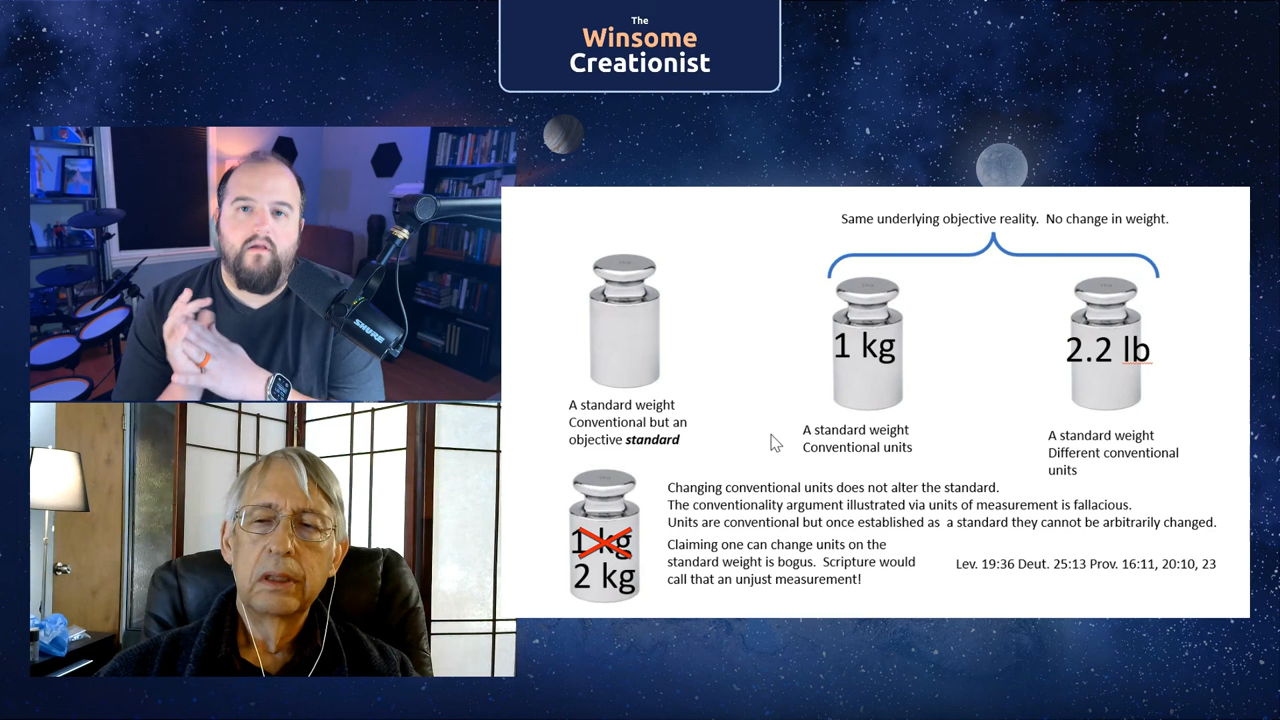 The
Winsome
Creationist
SHURE
Same underlying objective reality.  No change in weight.
1 kg
2.2 lb
A standard weight
Conventional but an
objective standard
A standard weight
Conventional units
A standard weight
Different conventional
units
1 kg
2 kg
Changing conventional units does not alter the standard.
The conventionality argument illustrated via units of measurement is fallacious.
Units are conventional but once established as  a standard they cannot be arbitrarily changed.
Claiming one can change units on the
standard weight is bogus.  Scripture would
call that an unjust measurement!
Lev. 19:36 Deut. 25:13 Prov. 16:11, 20:10, 23